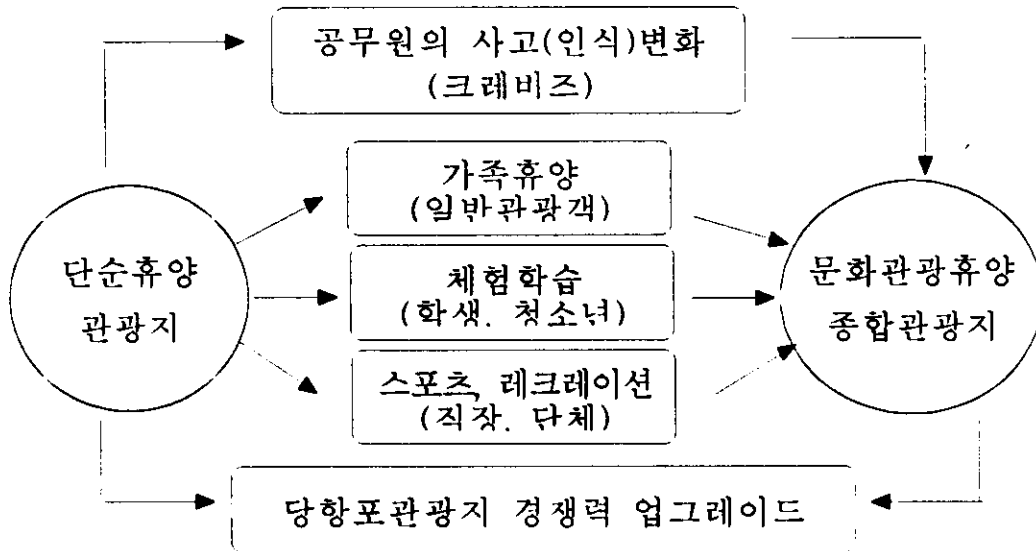 공무원의 사고(인식)변화
(크레비즈)
가족휴양
(일반관광객)
단순휴양
관광지
체험학습
(학생. 청소년)
문화관광휴양
종합관광지
스포츠, 레크레이션
(직장. 단체)
당항포관광지 경쟁력 업그레이드